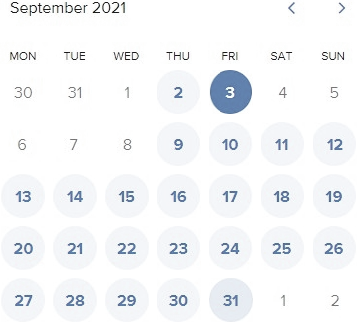 September 2021
MON TUE WED THU FRI SAT SUN
30 31 1 2 3 4 5
6 7 8 9 10 11 12
13 14 15 16 17 18 19
20 21 22 23 24 25 26
27 28 29 30 31 1 2